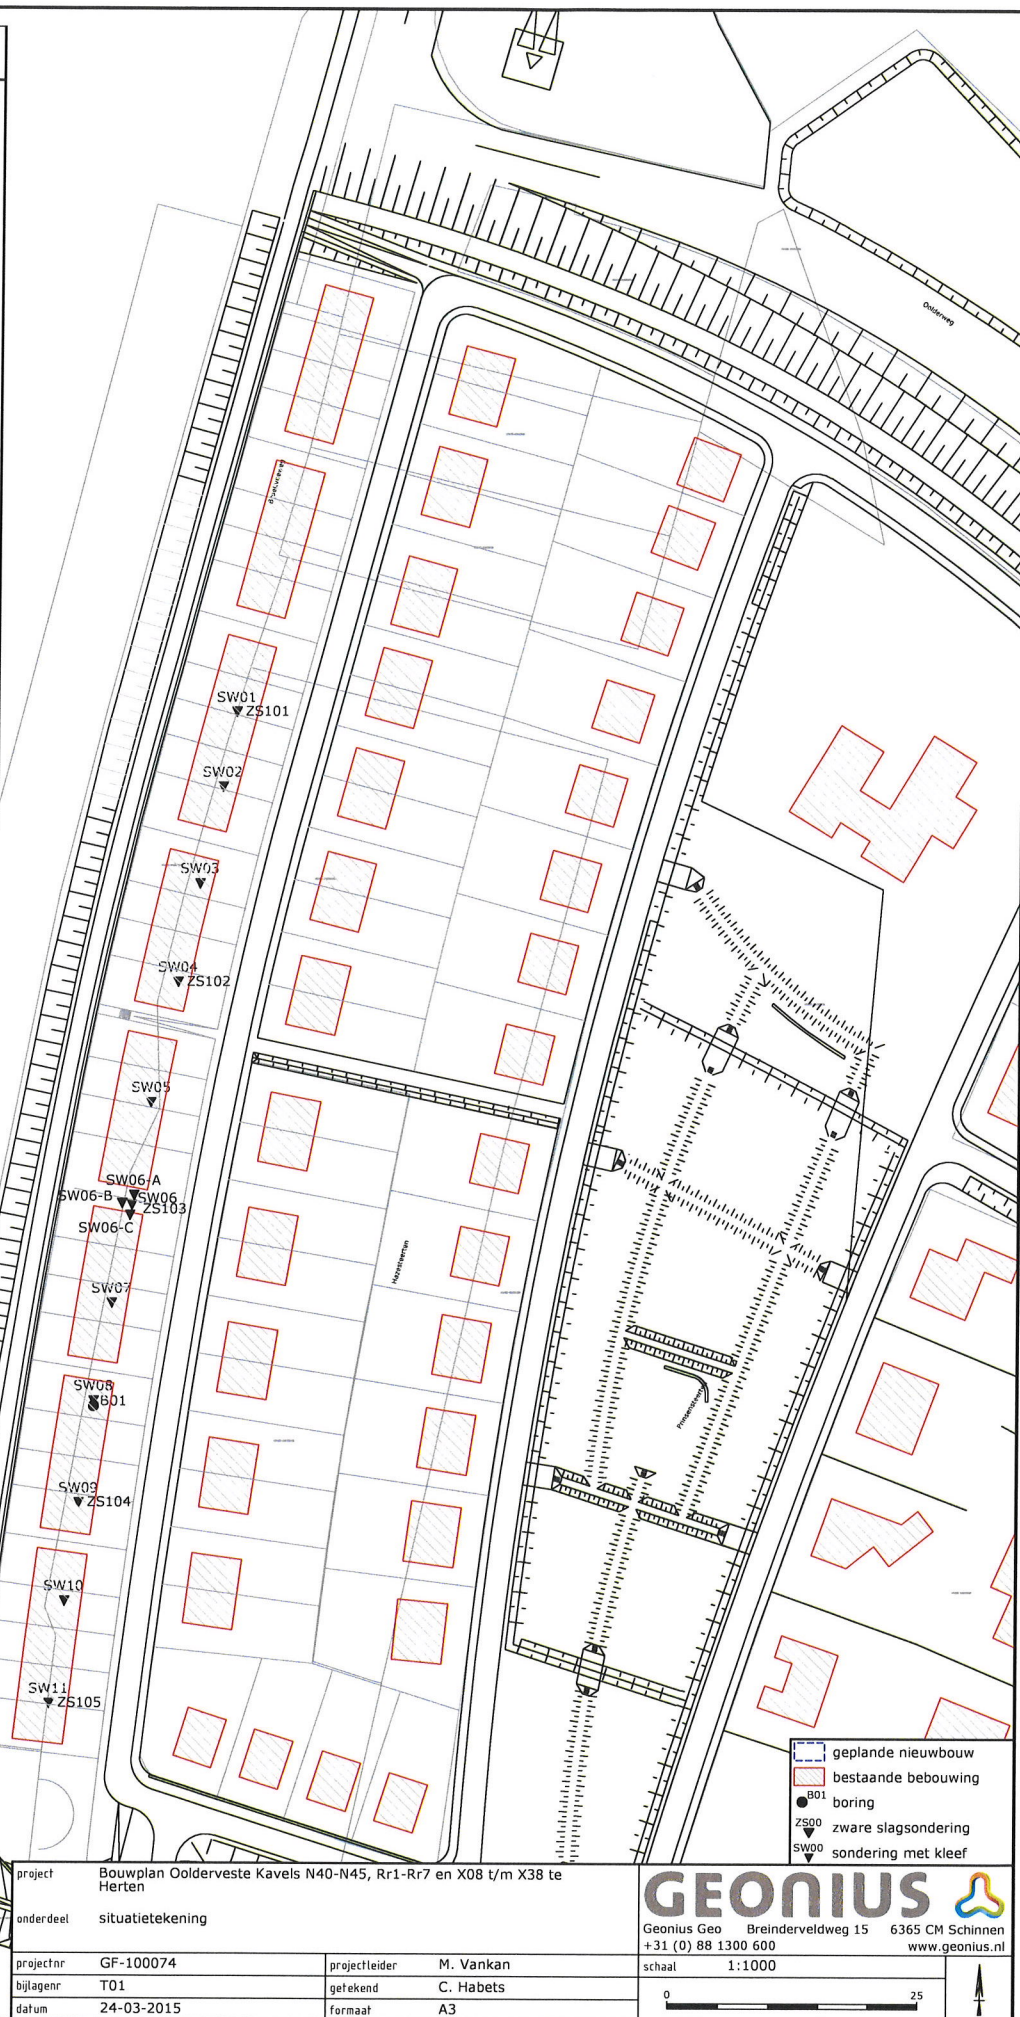 Oolderweg
SW01
ZS101
SW02
SW03
SW04
ZS102
SW05
SW06-A
SW06-B
SW06
ZS103
SW06-C
SW07
Hazesteertlaan
SW08
B01
SW09
ZS104
SW10
SW11
ZS105
geplande nieuwbouw
bestaande bebouwing
B01 boring
ZS00 zware slagsondering
SW00 sondering met kleef
project Bouwplan Oolderveste Kavels N40-N45, Rr1-Rr7 en X08 t/m X38 te
Herten
onderdeel situatietekening
GEONIUS
Geonius Geo Breinderveldweg 15 6365 CM Schinnen
+31 (0) 88 1300 600 www.geonius.nl
projectnr GF-100074 projectleider M. Vankan
schaal 1:1000
bijlagenr T01 getekend C. Habets
datum 24-03-2015 formaat A3
0 25